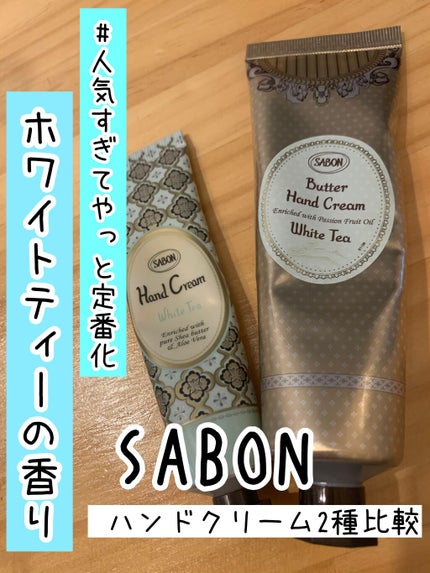 #人気すぎてやっと定番化
ホワイトティーの香り
SABON
Butter
Hand Cream
Enriched with Passion Fruit Oil
White Tea
SABON
Hand Cream
White Tea
Enriched with
pure Shea butter
& Aloe Vera
SABON
ハンドクリーム2種比較